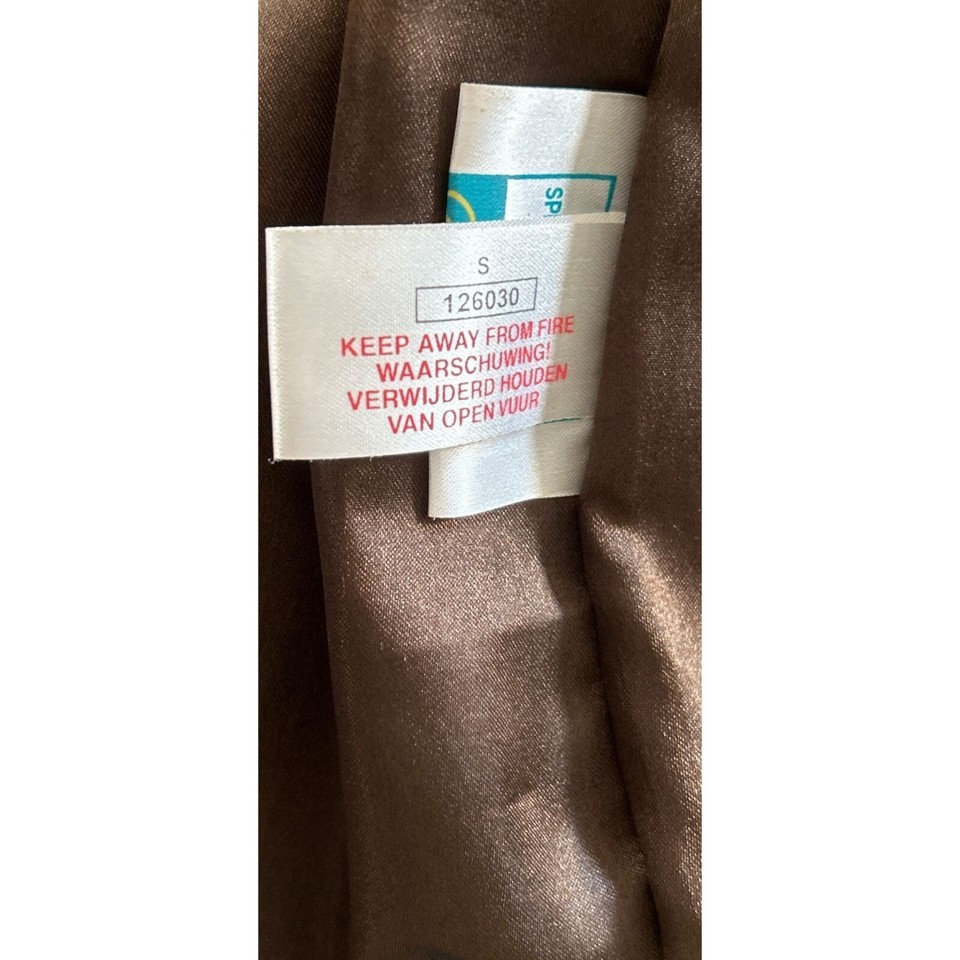 S
126030
KEEP AWAY FROM FIRE
WAARSCHUWING!
VERWIJDERD HOUDEN
VAN OPEN VUUR